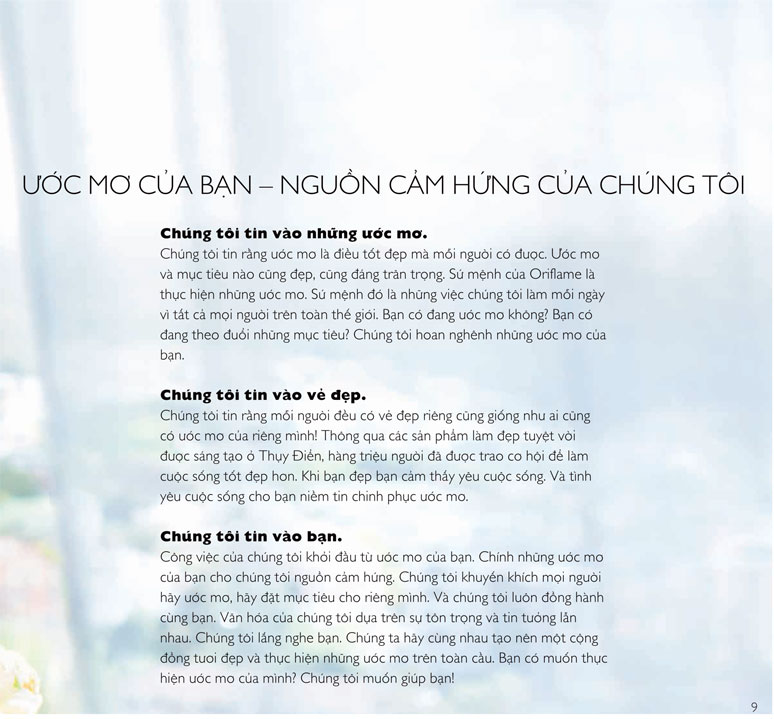 ƯỚC MƠ CỦA BẠN – NGUỒN CẢM HỨNG CỦA CHÚNG TÔI
Chúng tôi tin vào những ước mơ.
Chúng tôi tin rằng ước mơ là điều tốt đẹp mà mỗi người có được. Ước mơ
và mục tiêu nào cũng đẹp, cũng đáng trân trọng. Sứ mệnh của Oriflame là
thực hiện những ước mơ. Sứ mệnh đó là những việc chúng tôi làm mỗi ngày
vì tất cả mọi người trên toàn thế giới. Bạn có đang ước mơ không? Bạn có
đang theo đuổi những mục tiêu? Chúng tôi hoan nghênh những ước mơ của
bạn.
Chúng tôi tin vào vẻ đẹp.
Chúng tôi tin rằng mỗi người đều có vẻ đẹp riêng cũng giống như ai cũng
có ước mơ của riêng mình! Thông qua các sản phẩm làm đẹp tuyệt vời
được sáng tạo ở Thụy Điển, hàng triệu người đã được trao cơ hội để làm
cuộc sống tốt đẹp hơn. Khi bạn đẹp bạn cảm thấy yêu cuộc sống. Và tình
yêu cuộc sống cho bạn niềm tin chinh phục ước mơ.
Chúng tôi tin vào bạn.
Công việc của chúng tôi khởi đầu từ ước mơ của bạn. Chính những ước mơ
của bạn cho chúng tôi nguồn cảm hứng. Chúng tôi khuyến khích mọi người
hãy ước mơ, hãy đặt mục tiêu cho riêng mình. Và chúng tôi luôn đồng hành
cùng bạn. Văn hóa của chúng tôi dựa trên sự tôn trọng và tin tưởng lẫn
nhau. Chúng tôi lắng nghe bạn. Chúng ta hãy cùng nhau tạo nên một cộng
đồng tươi đẹp và thực hiện những ước mơ trên toàn cầu. Bạn có muốn thực
hiện ước mơ của mình? Chúng tôi muốn giúp bạn!
9